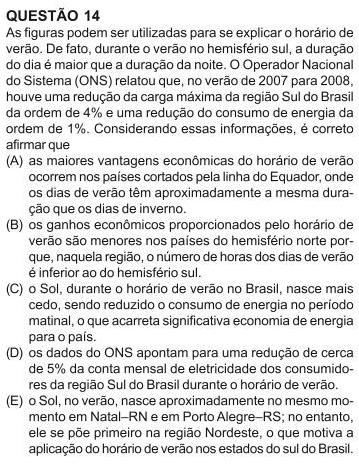 QUESTÃO 14
As figuras podem ser utilizadas para se explicar o horário de
verão. De fato, durante o verão no hemisfério sul, a duração
do dia é maior que a duração da noite. O Operador Nacional
do Sistema (ONS) relatou que, no verão de 2007 para 2008,
houve uma redução da carga máxima da região Sul do Brasil
da ordem de 4% e uma redução do consumo de energia da
ordem de 1%. Considerando essas informações, é correto
afirmar que
(A) as maiores vantagens econômicas do horário de verão
ocorrem nos países cortados pela linha do Equador, onde
os dias de verão têm aproximadamente a mesma dura-
ção que os dias de inverno.
(B) os ganhos econômicos proporcionados pelo horário de
verão são menores nos países do hemisfério norte por-
que, naquela região, o número de horas dos dias de verão
é inferior ao do hemisfério sul.
(C) o Sol, durante o horário de verão no Brasil, nasce mais
cedo, sendo reduzido o consumo de energia no período
matinal, o que acarreta significativa economia de energia
para o país.
(D) os dados do ONS apontam para uma redução de cerca
de 5% da conta mensal de eletricidade dos consumido-
res da região Sul do Brasil durante o horário de verão.
(E) o Sol, no verão, nasce aproximadamente no mesmo mo-
mento em Natal–RN e em Porto Alegre–RS; no entanto,
ele se põe primeiro na região Nordeste, o que motiva a
aplicação do horário de verão nos estados do sul do Brasil.